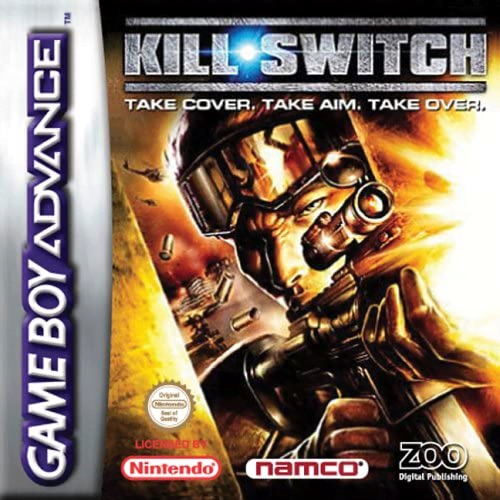 KILL·SWITCH
TAKE COVER. TAKE AIM. TAKE OVER.
GAME BOY ADVANCE™
Original
Nintendo
Seal of Quality
LICENSED BY
Nintendo
namco®
ZOO
Digital Publishing